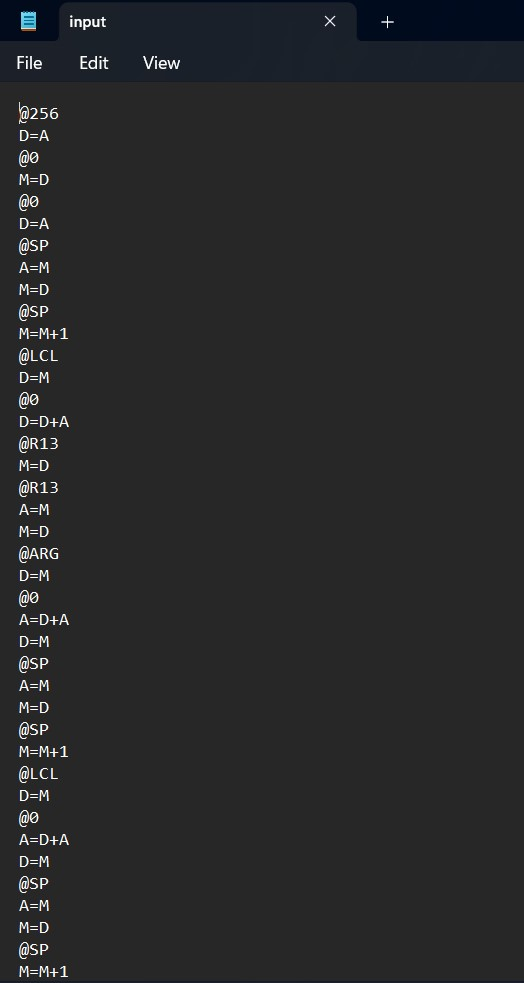 input
File Edit View
@256
D=A
@0
M=D
@0
D=A
@SP
A=M
M=D
@SP
M=M+1
@LCL
D=M
@0
D=D+A
@R13
M=D
@R13
A=M
M=D
@ARG
D=M
@0
A=D+A
D=M
@SP
A=M
M=D
@SP
M=M+1
@LCL
D=M
@0
A=D+A
D=M
@SP
A=M
M=D
@SP
M=M+1